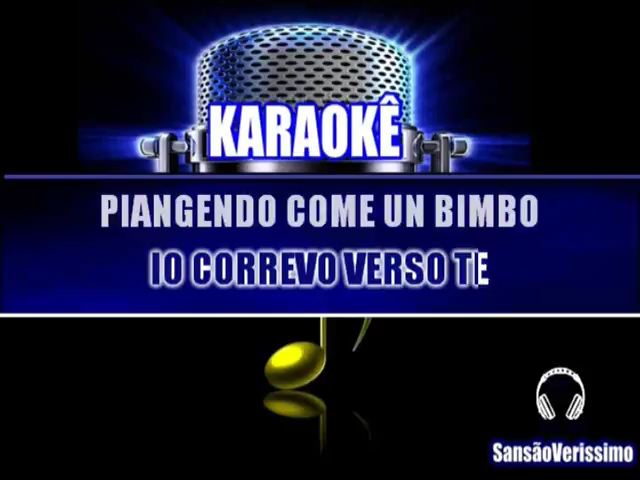 KARAOKÊ
PIANGENDO COME UN BIMBO
IO CORREVO VERSO TE
SansãoVerissimo